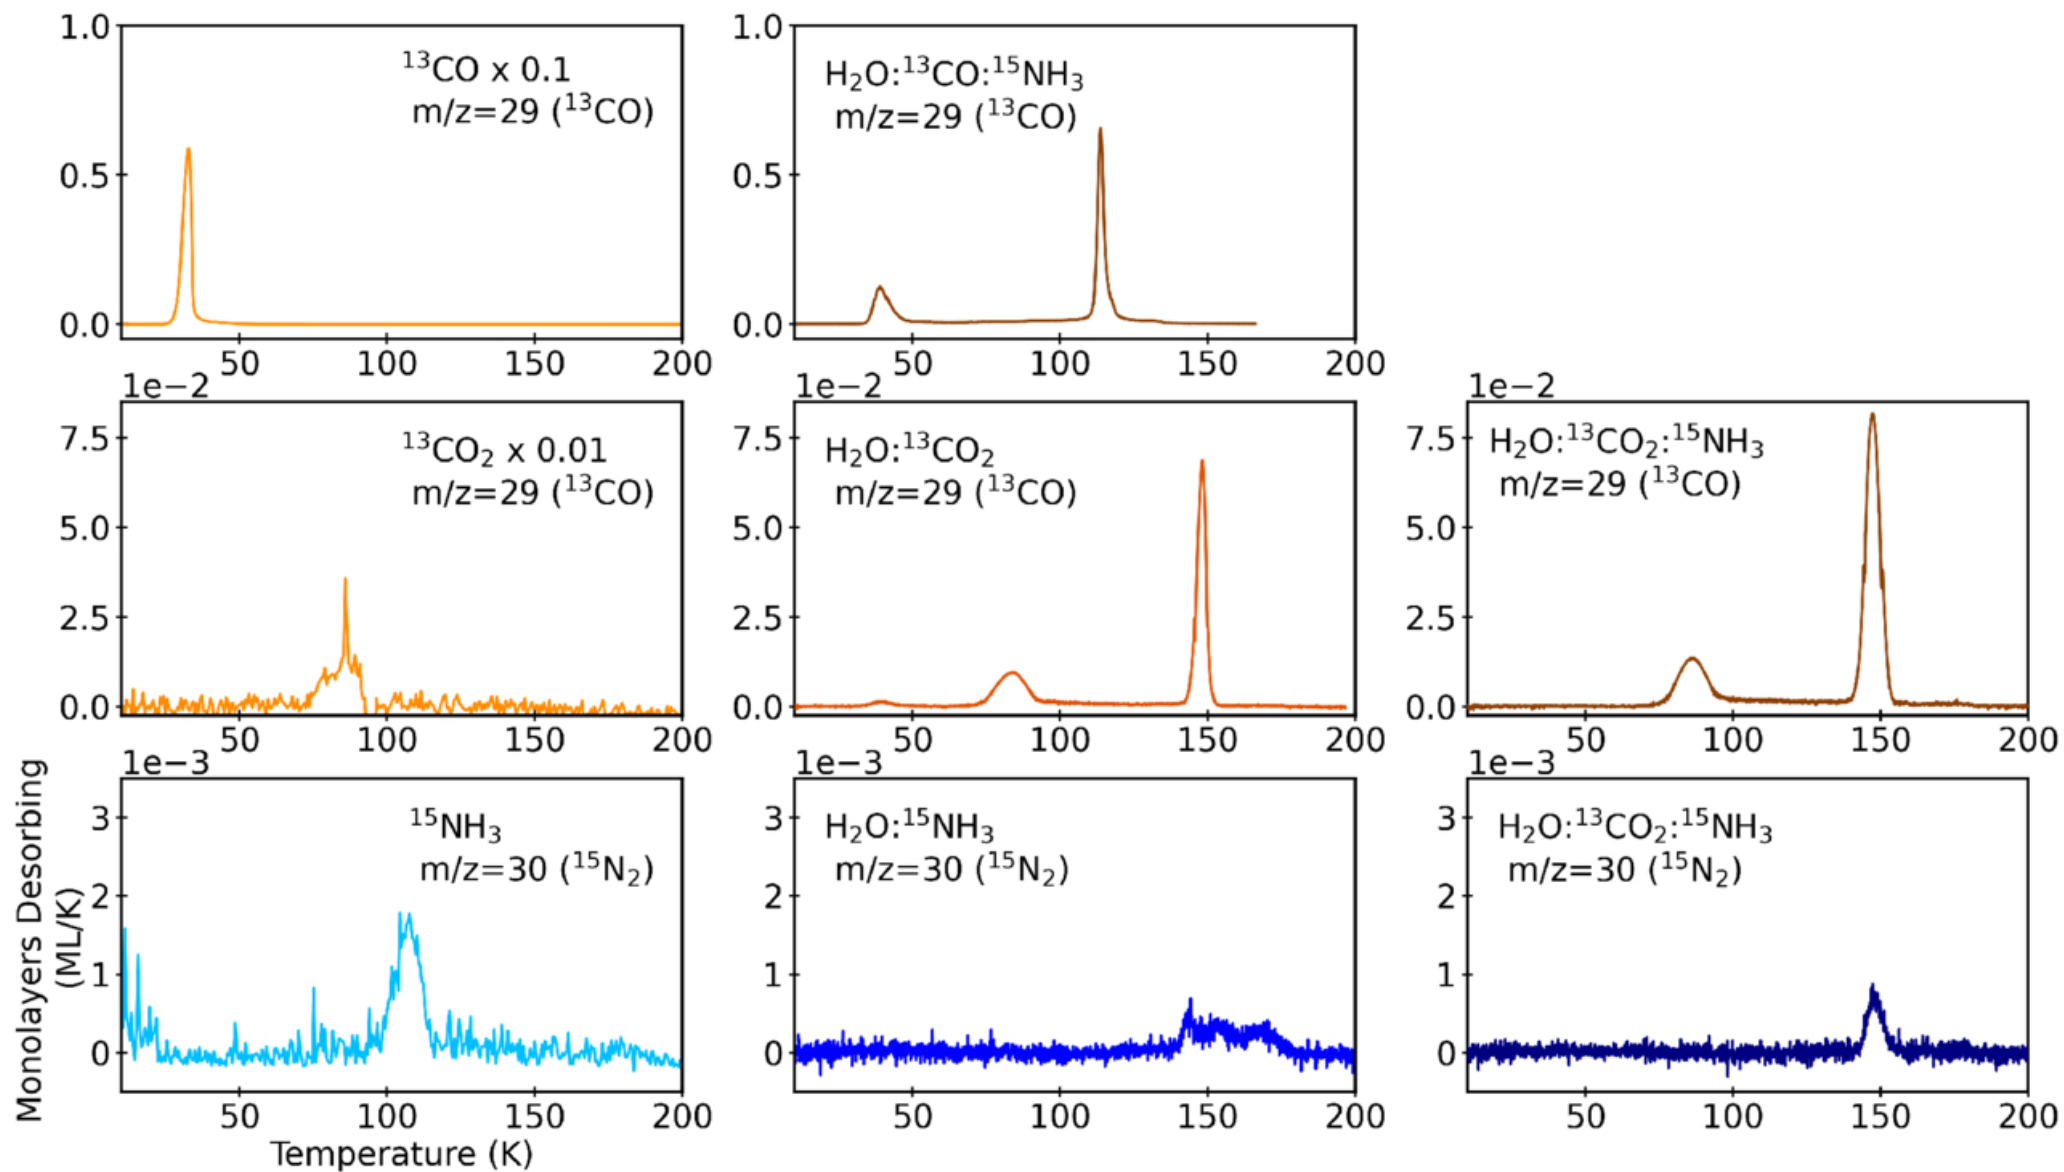 1.0
0.5
0.0
¹³CO x 0.1
m/z=29 (¹³CO)
50 100 150 200
1.0
0.5
0.0
H₂O:¹³CO:¹⁵NH₃
m/z=29 (¹³CO)
50 100 150 200
1e−2
7.5
5.0
2.5
0.0
¹³CO₂ x 0.01
m/z=29 (¹³CO)
50 100 150 200
1e−2
7.5
5.0
2.5
0.0
H₂O:¹³CO₂
m/z=29 (¹³CO)
50 100 150 200
1e−2
7.5
5.0
2.5
0.0
H₂O:¹³CO₂:¹⁵NH₃
m/z=29 (¹³CO)
50 100 150 200
Monolayers Desorbing
(ML/K)
1e−3
3
2
1
0
¹⁵NH₃
m/z=30 (¹⁵N₂)
50 100 150 200
Temperature (K)
1e−3
3
2
1
0
H₂O:¹⁵NH₃
m/z=30 (¹⁵N₂)
50 100 150 200
1e−3
3
2
1
0
H₂O:¹³CO₂:¹⁵NH₃
m/z=30 (¹⁵N₂)
50 100 150 200